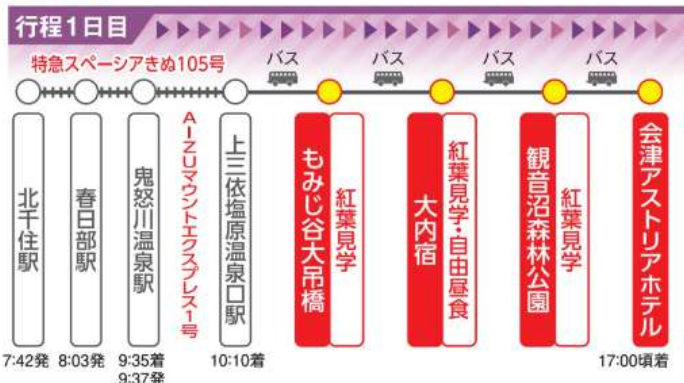 行程1日目
特急スペーシアきぬ105号
バス
バス
バス
バス
北千住駅
春日部駅
鬼怒川温泉駅
AIZUマウントエクスプレス1号
上三依塩原温泉口駅
もみじ谷大吊橋
紅葉見学
大内宿
紅葉見学・自由昼食
観音沼森林公園
紅葉見学
会津アストリアホテル
7:42発
8:03発
9:35着
9:37発
10:10着
17:00頃着